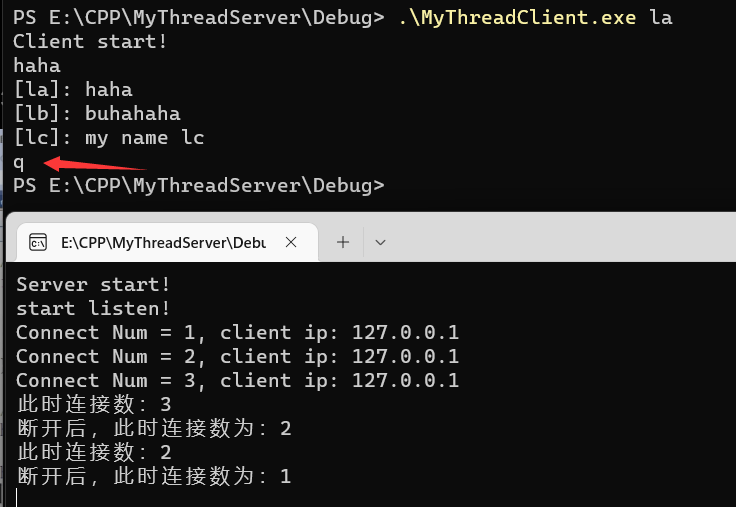 PS E:\CPP\MyThreadServer\Debug> .\MyThreadClient.exe la
Client start!
haha
[la]: haha
[lb]: buhahaha
[lc]: my name lc
q
PS E:\CPP\MyThreadServer\Debug>
E:\CPP\MyThreadServer\Debu
Server start!
start listen!
Connect Num = 1, client ip: 127.0.0.1
Connect Num = 2, client ip: 127.0.0.1
Connect Num = 3, client ip: 127.0.0.1
此时连接数：3
断开后，此时连接数为：2
此时连接数：2
断开后，此时连接数为：1